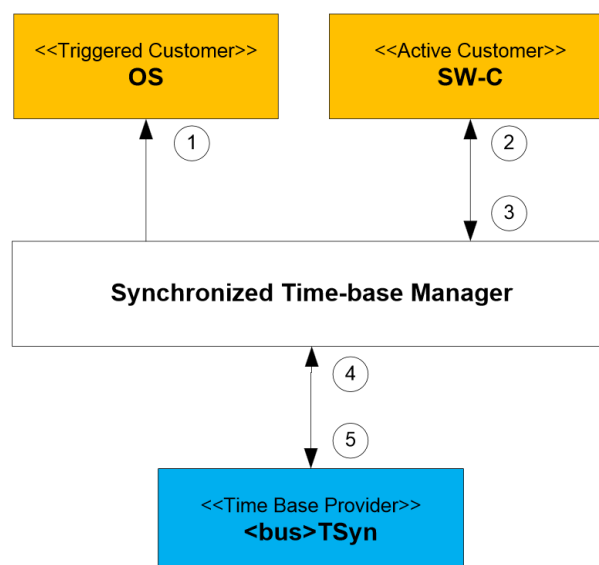 <<Triggered Customer>>
OS
<<Active Customer>>
SW-C
1
2
3
Synchronized Time-base Manager
4
5
<<Time Base Provider>>
<bus>TSyn